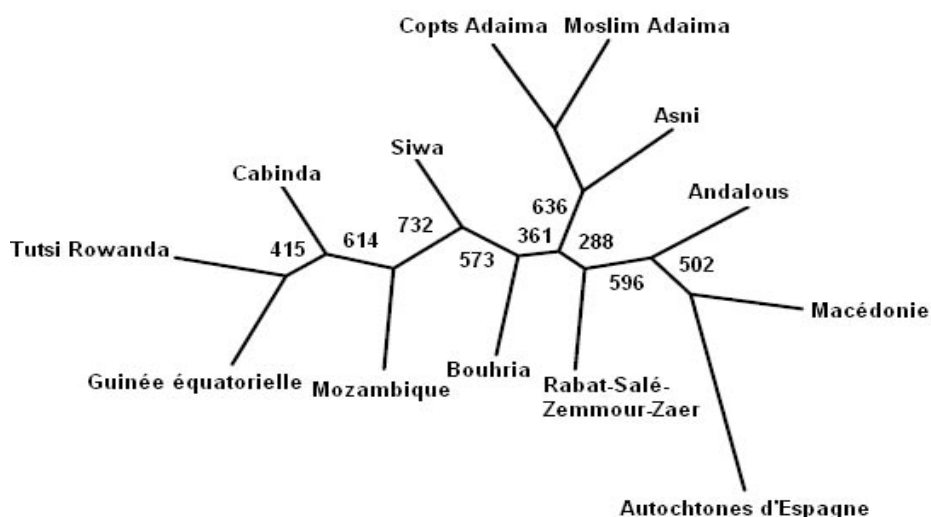 Copts Adaima Moslim Adaima
Asni
Siwa
Cabinda
Andalous
636
732
361 288
Tutsi Rowanda 415 614
573
596 502
Macédonie
Guinée équatorielle
Mozambique
Bouhria
Rabat-Salé-
Zemmour-Zaer
Autochtones d'Espagne